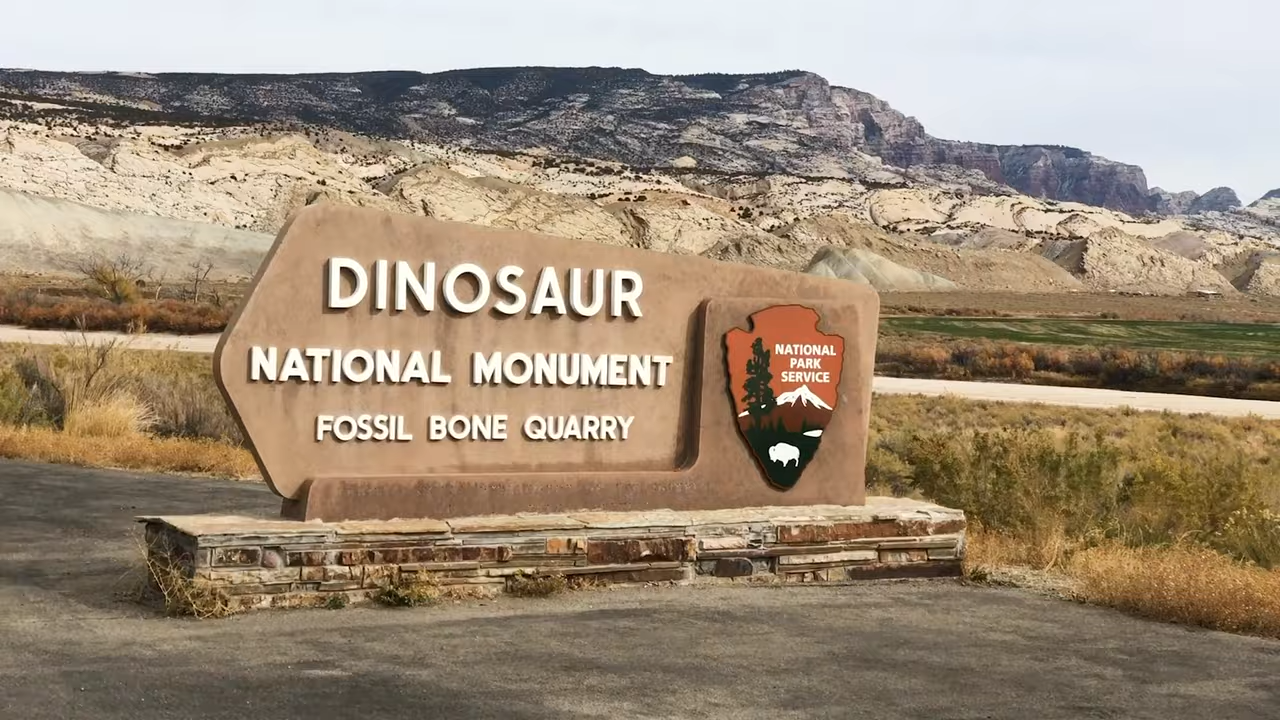 DINOSAUR
NATIONAL MONUMENT
FOSSIL BONE QUARRY
NATIONAL
PARK
SERVICE